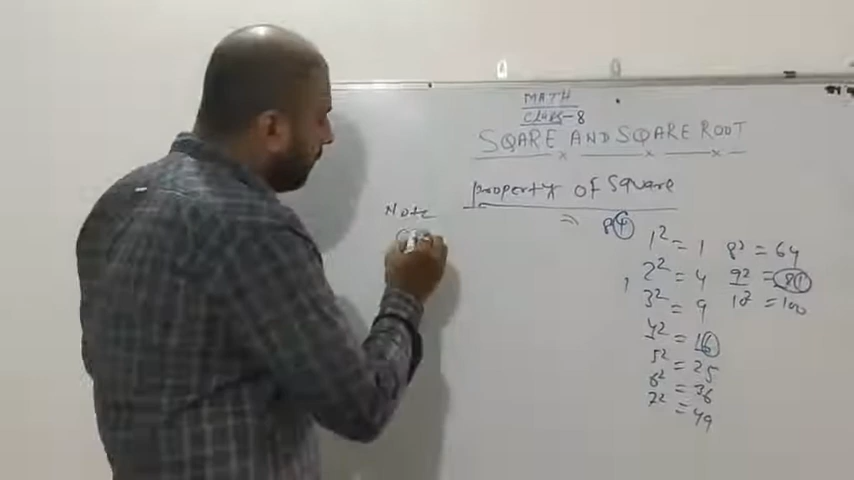 MATH
CLASS-8
SQARE AND SQARE ROOT
property of Square
Note
⇒ 84
1² = 1
2² = 4
3² = 9
4² = 16
5² = 25
6² = 36
7² = 49
8² = 64
9² = 81
10² = 100